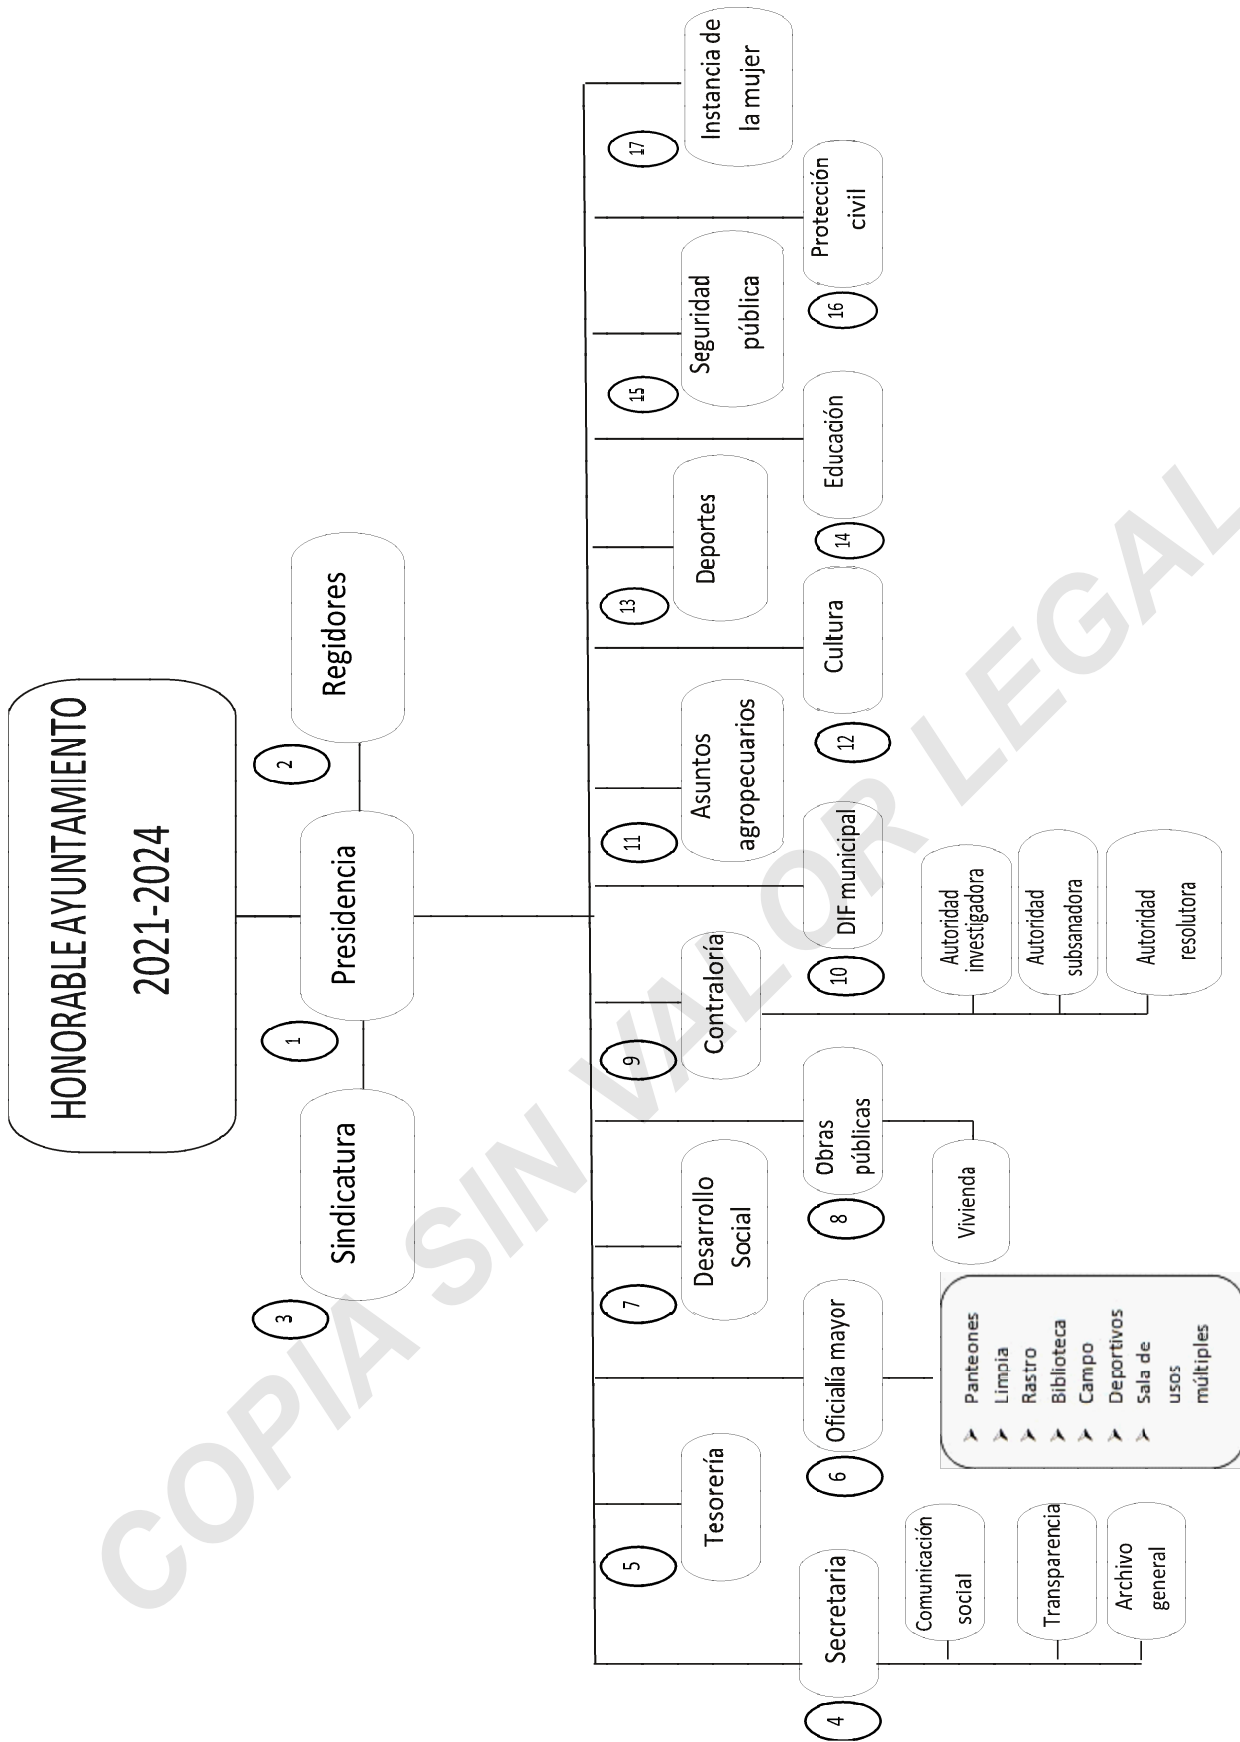 HONORABLE AYUNTAMIENTO
2021-2024
3
Sindicatura
1
Presidencia
2
Regidores
4
Secretaria
Comunicación
social
Transparencia
Archivo
general
5
Tesorería
6
Oficialía mayor
➤ Panteones
➤ Limpia
➤ Rastro
➤ Biblioteca
➤ Campo
➤ Deportivos
➤ Sala de
usos
múltiples
7
Desarrollo
Social
8
Obras
públicas
Vivienda
9
Contraloría
Autoridad
investigadora
Autoridad
subsanadora
Autoridad
resolutora
10
DIF municipal
11
Asuntos
agropecuarios
12
Cultura
13
Deportes
14
Educación
15
Seguridad
pública
16
Protección
civil
17
Instancia de
la mujer
COPIA SIN VALOR LEGAL